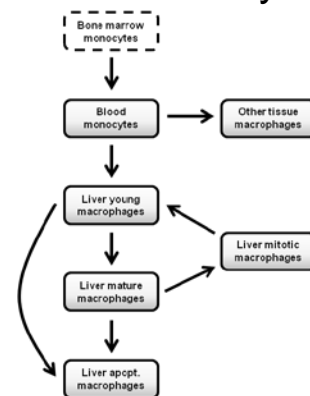 Bone marrow
monocytes
Blood
monocytes
Other tissue
macrophages
Liver young
macrophages
Liver mitotic
macrophages
Liver mature
macrophages
Liver apcpt.
macrophages